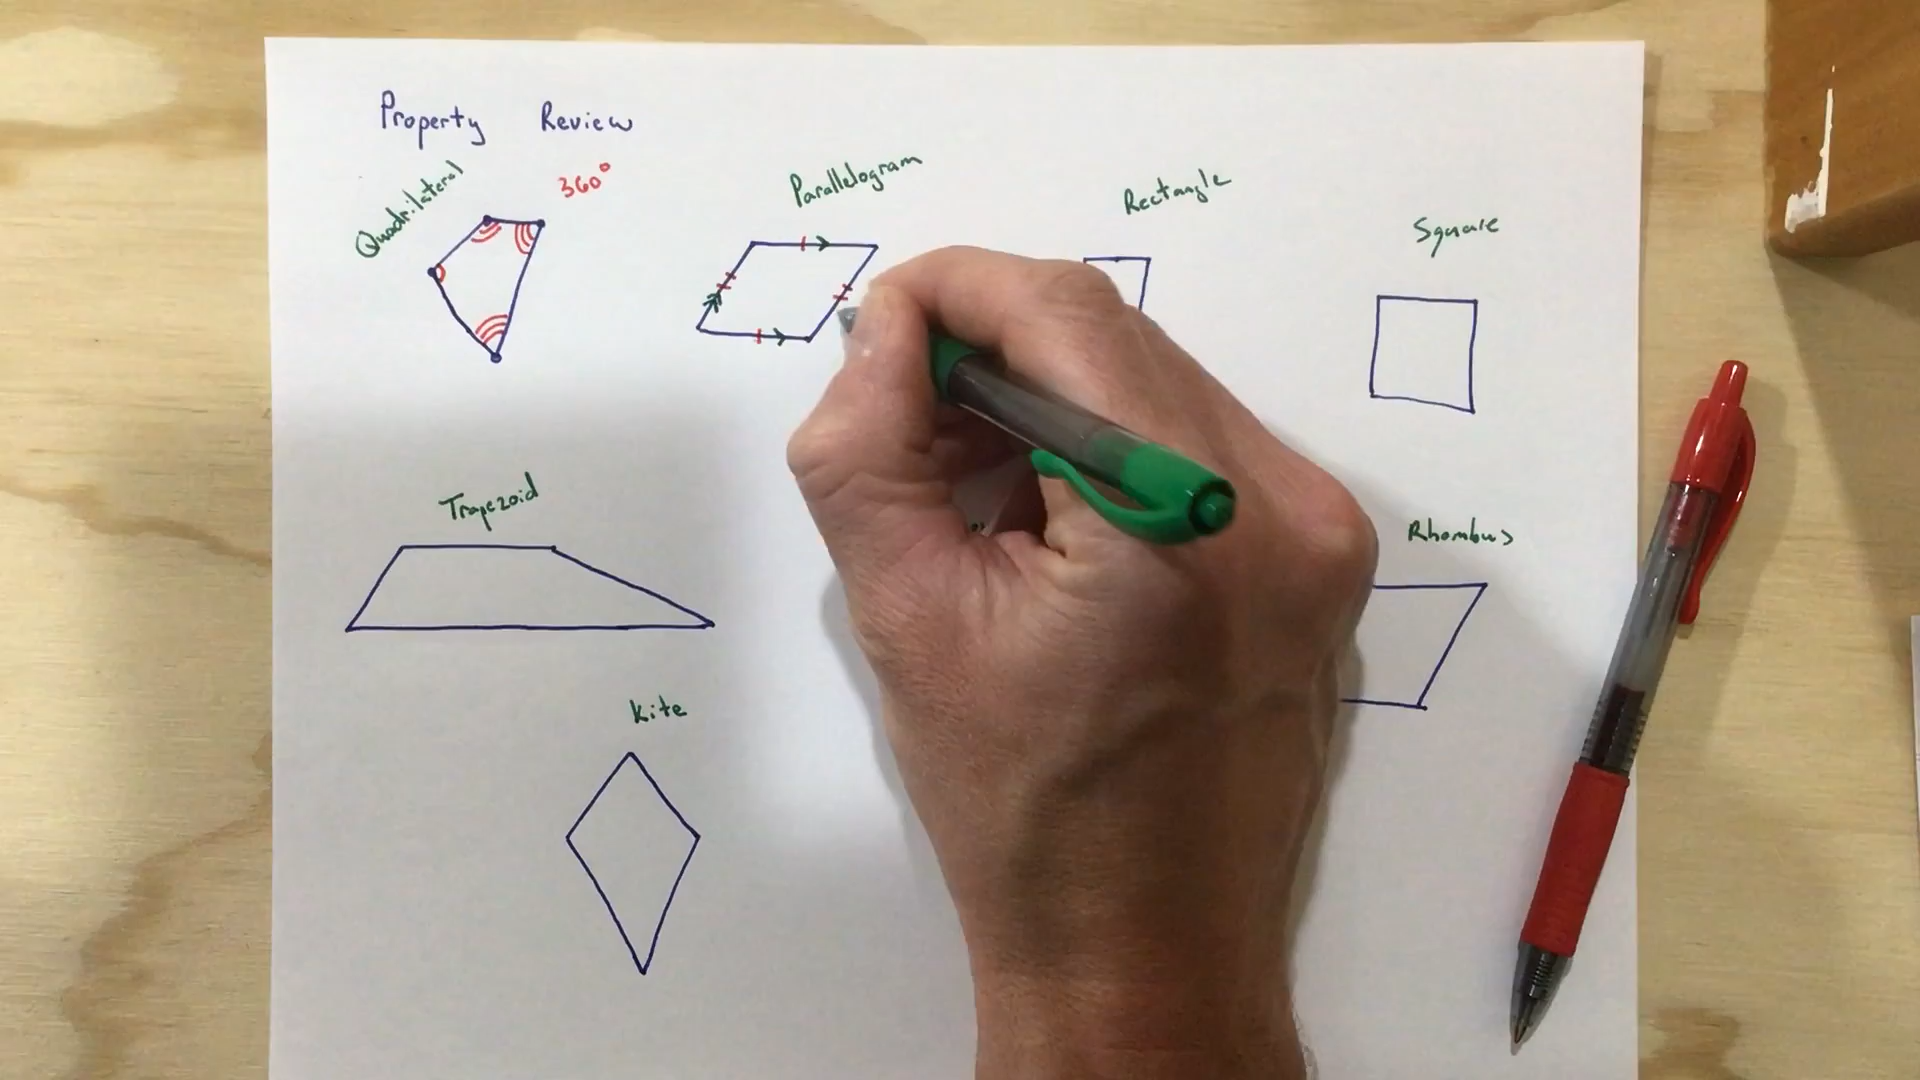 Property Review
Quadrilateral
360°
Parallelogram
Rectangle
Square
Trapezoid
Rhombus
Kite